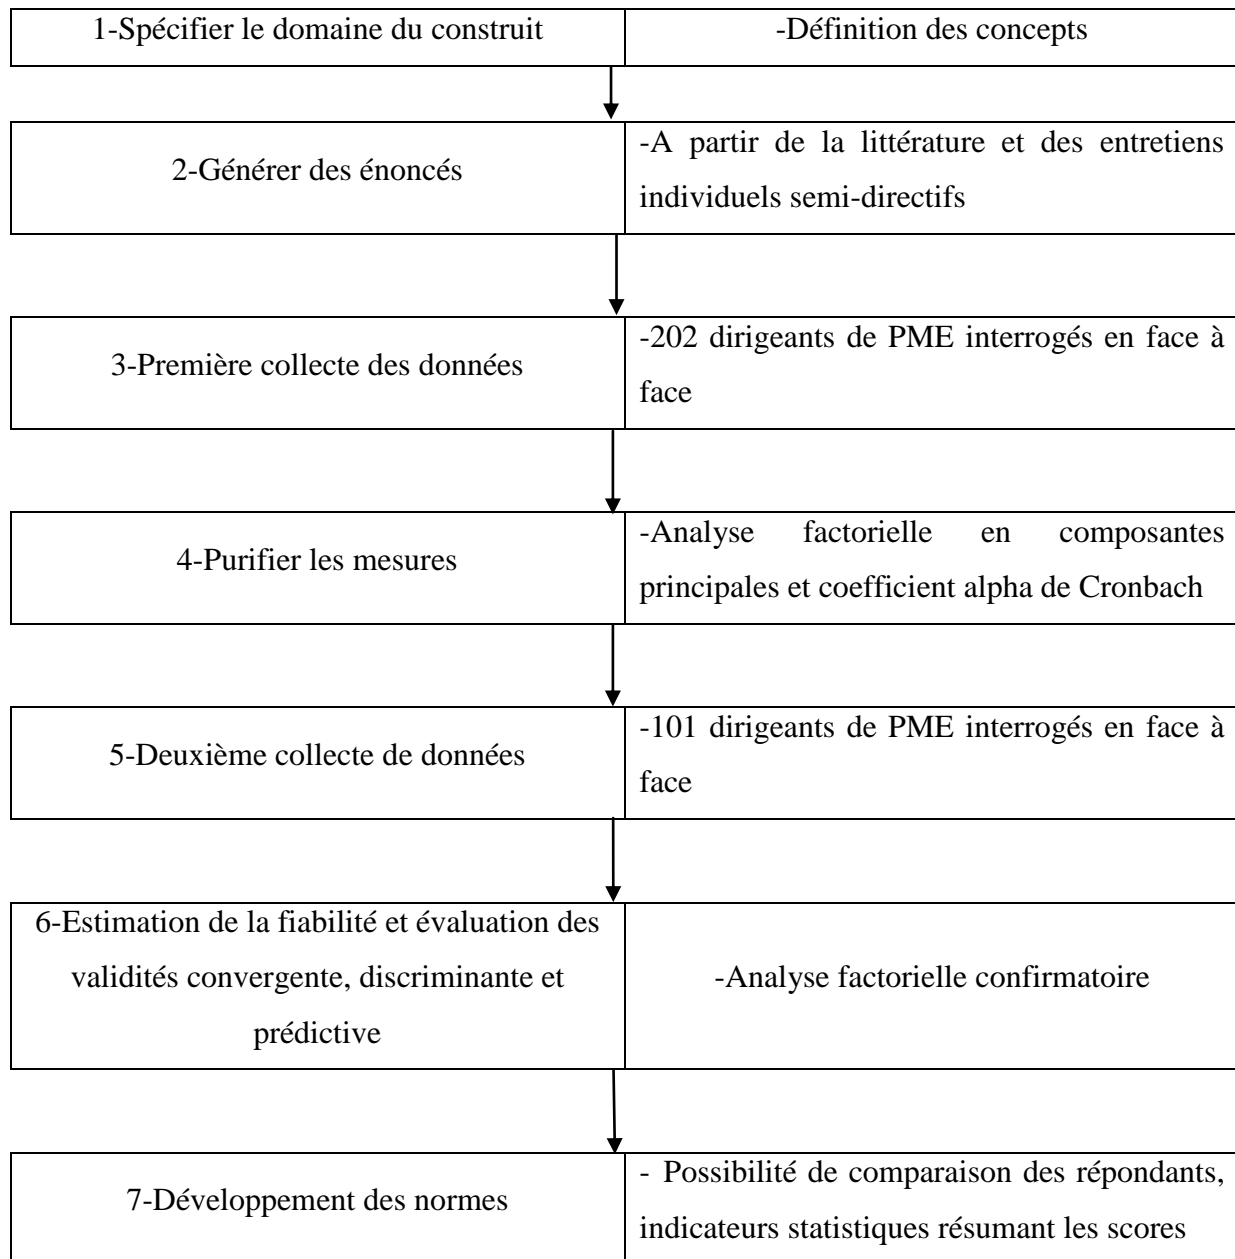 1-Spécifier le domaine du construit
-Définition des concepts
2-Générer des énoncés
-A partir de la littérature et des entretiens
individuels semi-directifs
3-Première collecte des données
-202 dirigeants de PME interrogés en face à
face
4-Purifier les mesures
-Analyse factorielle en composantes
principales et coefficient alpha de Cronbach
5-Deuxième collecte de données
-101 dirigeants de PME interrogés en face à
face
6-Estimation de la fiabilité et évaluation des
validités convergente, discriminante et
prédictive
-Analyse factorielle confirmatoire
7-Développement des normes
- Possibilité de comparaison des répondants,
indicateurs statistiques résumant les scores